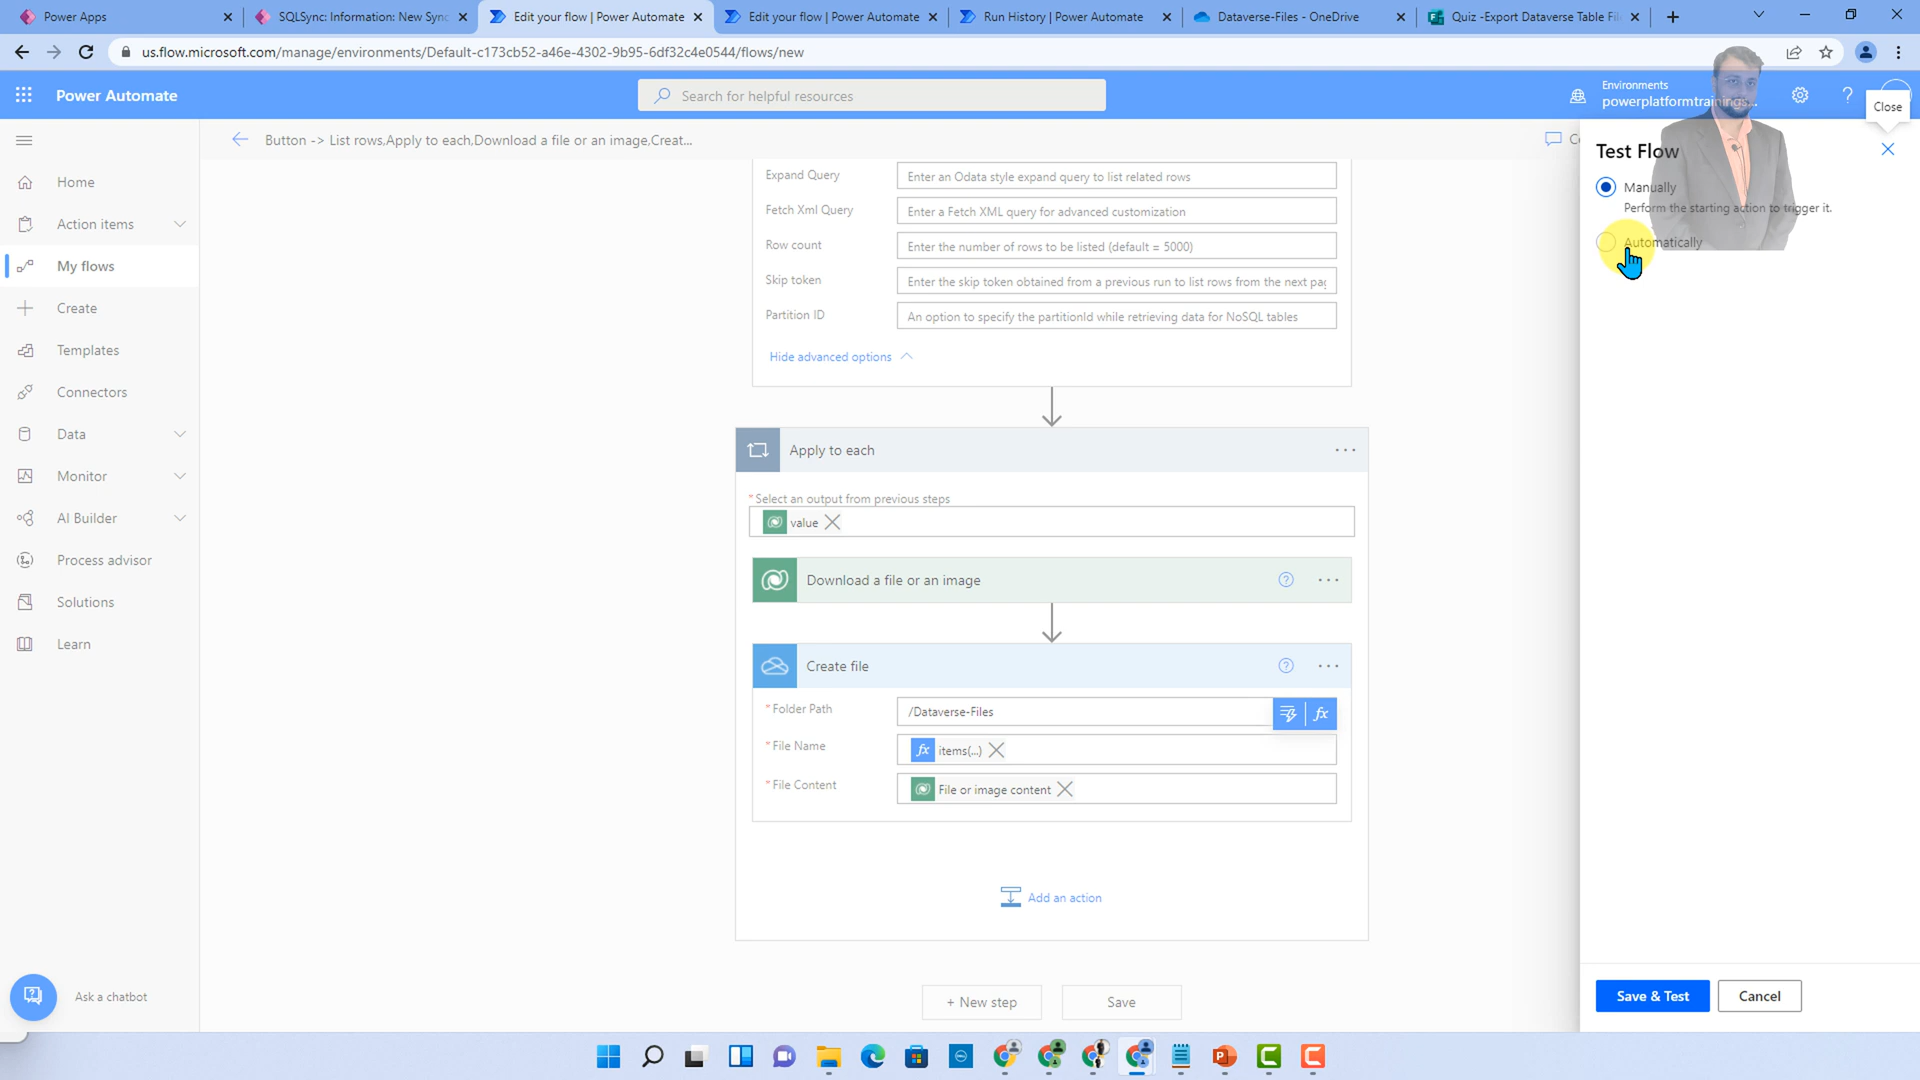 Power Apps
SQLSync: Information: New Sync
Edit your flow | Power Automate
Edit your flow | Power Automate
Run History | Power Automate
Dataverse-Files - OneDrive
Quiz -Export Dataverse Table File
us.flow.microsoft.com/manage/environments/Default-c173cb52-a46e-4302-9b95-6df32c4e0544/flows/new
Power Automate
Search for helpful resources
Environments
powerplatformtrainings...
Close
Button -> List rows,Apply to each,Download a file or an image,Creat...
Test Flow
Manually
Perform the starting action to trigger it.
Automatically
Home
Action items
My flows
Create
Templates
Connectors
Data
Monitor
AI Builder
Process advisor
Solutions
Learn
Ask a chatbot
Expand Query
Enter an Odata style expand query to list related rows
Fetch Xml Query
Enter a Fetch XML query for advanced customization
Row count
Enter the number of rows to be listed (default = 5000)
Skip token
Enter the skip token obtained from a previous run to list rows from the next pag
Partition ID
An option to specify the partitionId while retrieving data for NoSQL tables
Hide advanced options
Apply to each
* Select an output from previous steps
value
Download a file or an image
Create file
* Folder Path
/Dataverse-Files
fx
* File Name
fx items(...)
* File Content
File or image content
Add an action
+ New step
Save
Save & Test
Cancel